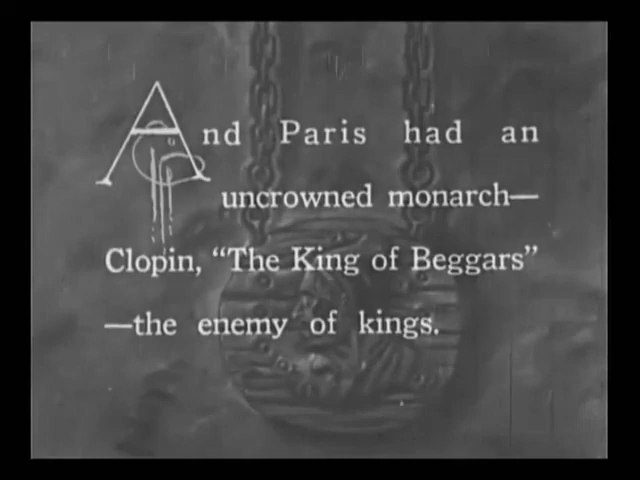 And Paris had an
uncrowned monarch—
Clopin, “The King of Beggars”
—the enemy of kings.